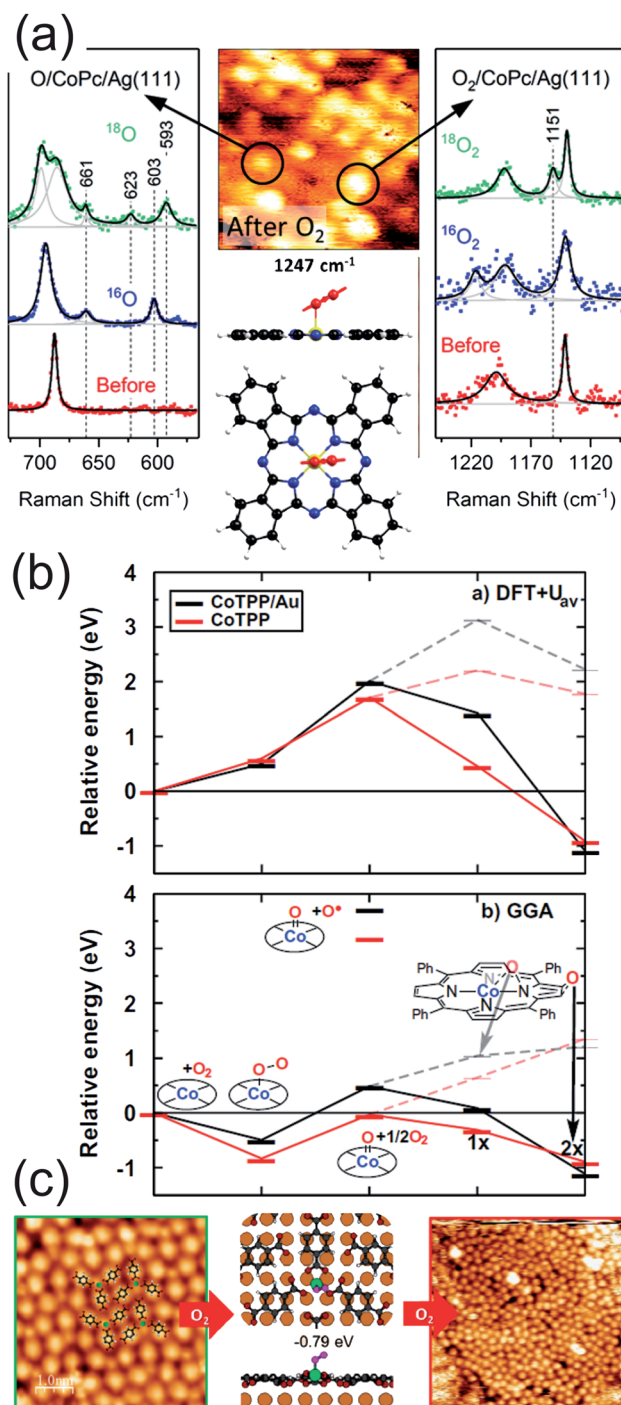 (a)
O/CoPc/Ag(111)
O2/CoPc/Ag(111)
18O
661
623
603
593
16O
Before
700 650 600
Raman Shift (cm-1)
After O2
1247 cm-1
1151
18O2
16O2
Before
1220 1170 1120
Raman Shift (cm-1)
(b)
4
3
2
1
0
-1
Relative energy (eV)
CoTPP/Au
CoTPP
a) DFT+Uav
4
3
2
1
0
-1
Relative energy (eV)
b) GGA
O +O•
Co
Ph
Ph
O
O
N
N Co N
N
Ph
Ph
+O2
Co
O-O
Co
O +1/2O2
Co
1x
2x
(c)
1.0nm
O2
-0.79 eV
O2